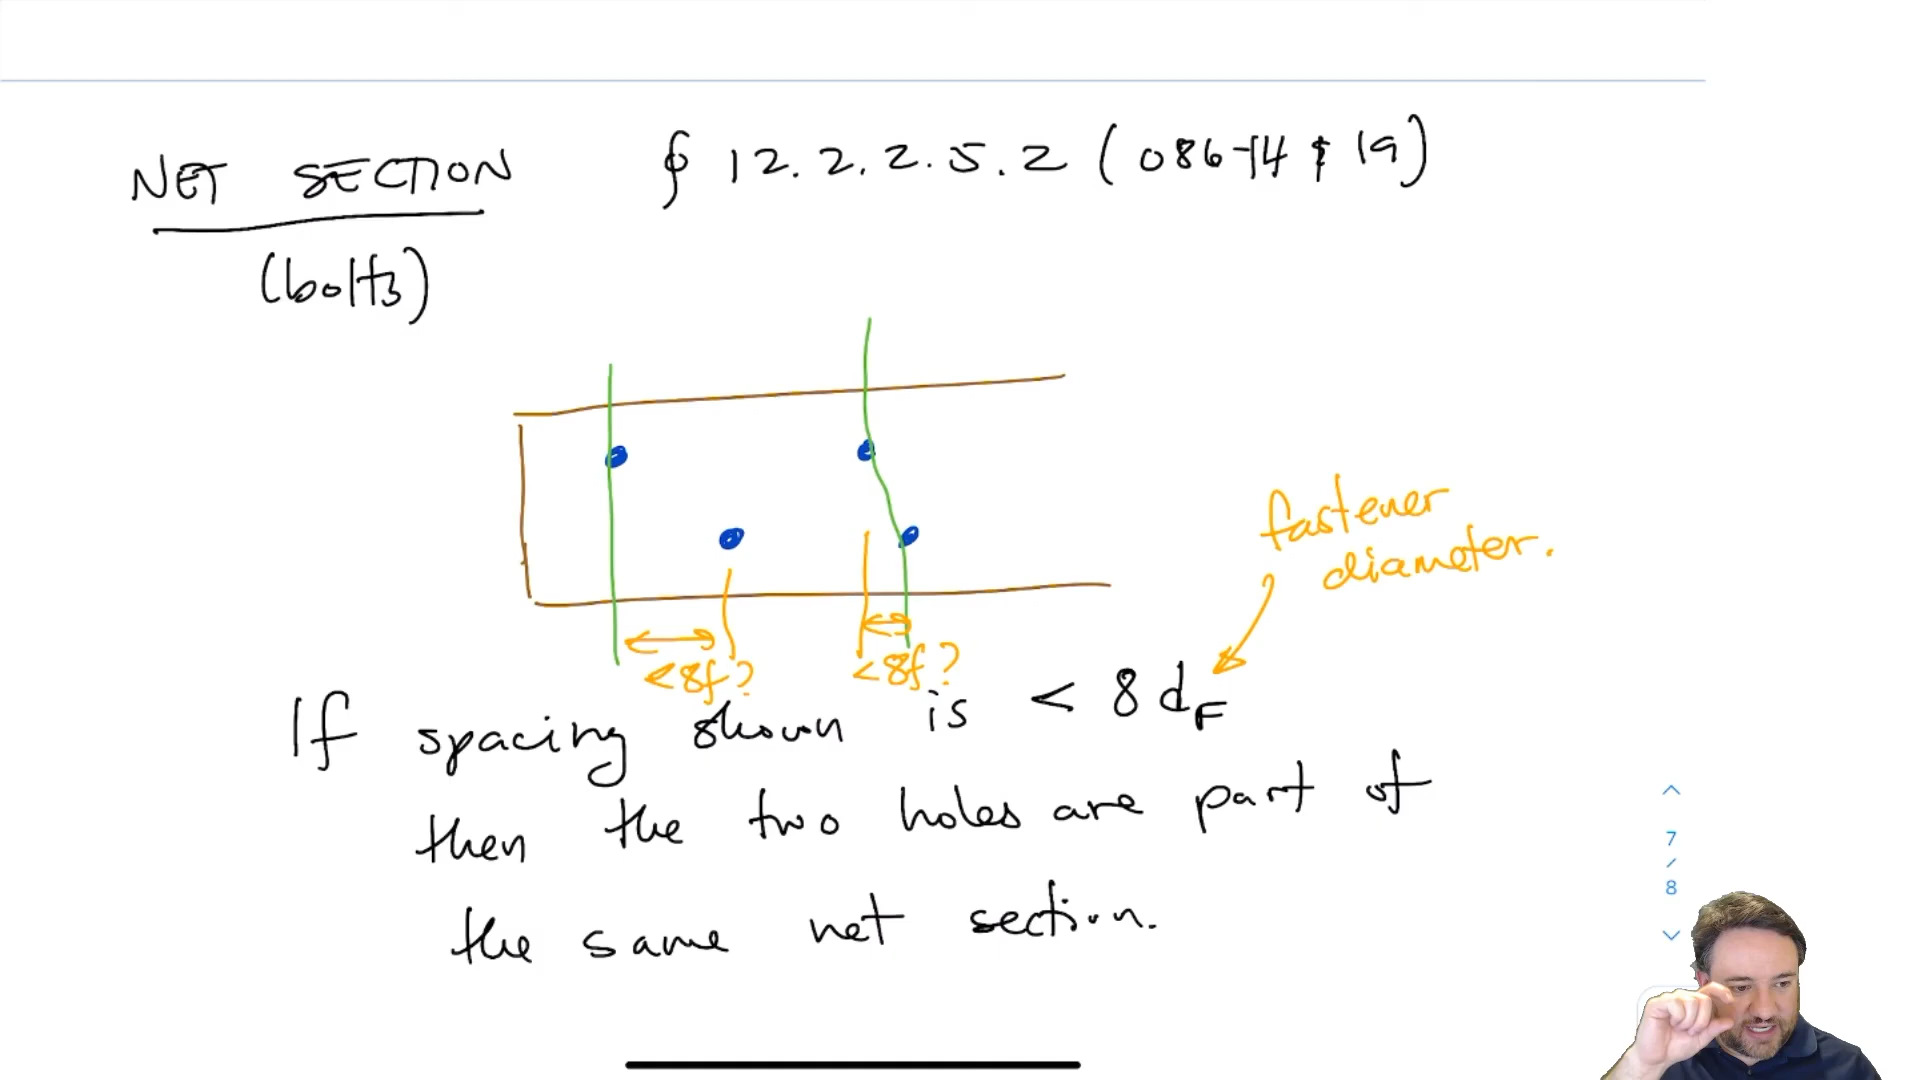 NET SECTION § 12.2.2.5.2 (086-14 & 19)
(bolts)
fastener
diameter.
<8f? <8f?
If spacing shown is < 8 dF
then the two holes are part of
the same net section.
7
/
8